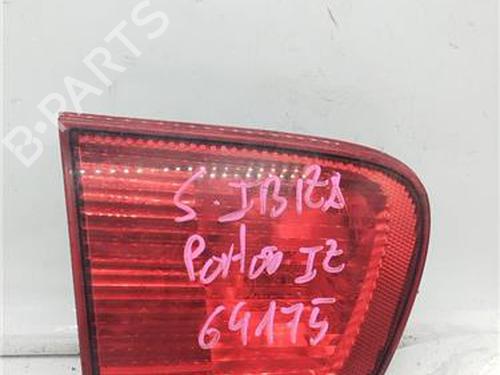 B-PARTS
S. IBIZA
Porton IZ
64175